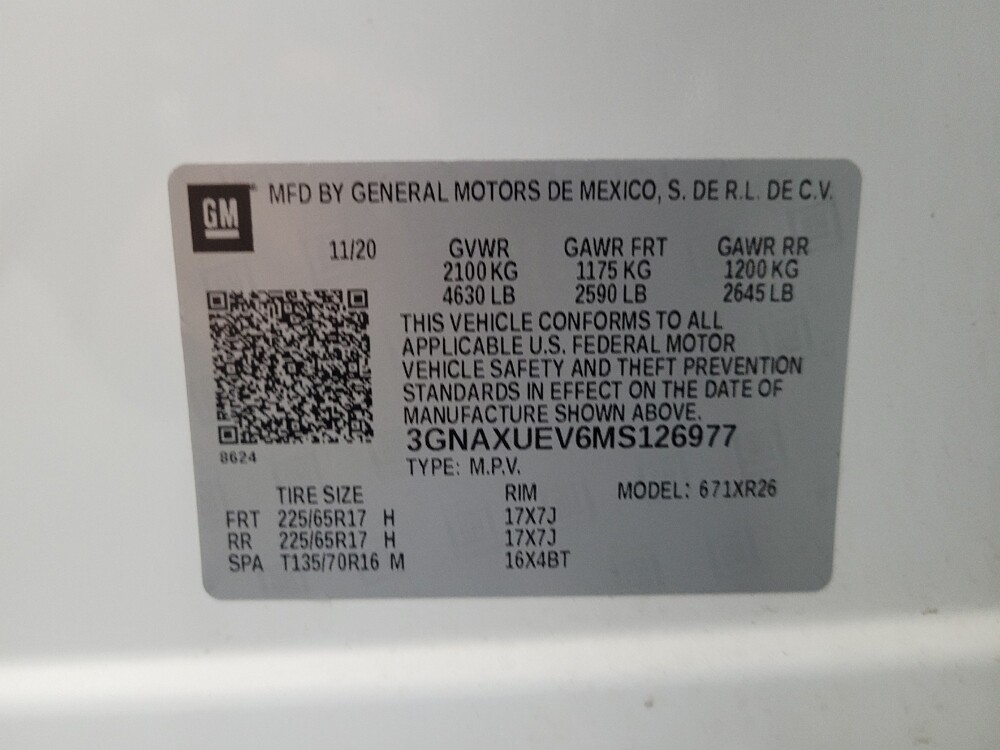 GM MFD BY GENERAL MOTORS DE MEXICO, S. DE R.L. DE C.V.
11/20 GVWR GAWR FRT GAWR RR
2100 KG 1175 KG 1200 KG
4630 LB 2590 LB 2645 LB
THIS VEHICLE CONFORMS TO ALL
APPLICABLE U.S. FEDERAL MOTOR
VEHICLE SAFETY AND THEFT PREVENTION
STANDARDS IN EFFECT ON THE DATE OF
MANUFACTURE SHOWN ABOVE.
3GNAXUEV6MS126977
8624
TYPE: M.P.V.
TIRE SIZE RIM MODEL: 671XR26
FRT 225/65R17 H 17X7J
RR 225/65R17 H 17X7J
SPA T135/70R16 M 16X4BT